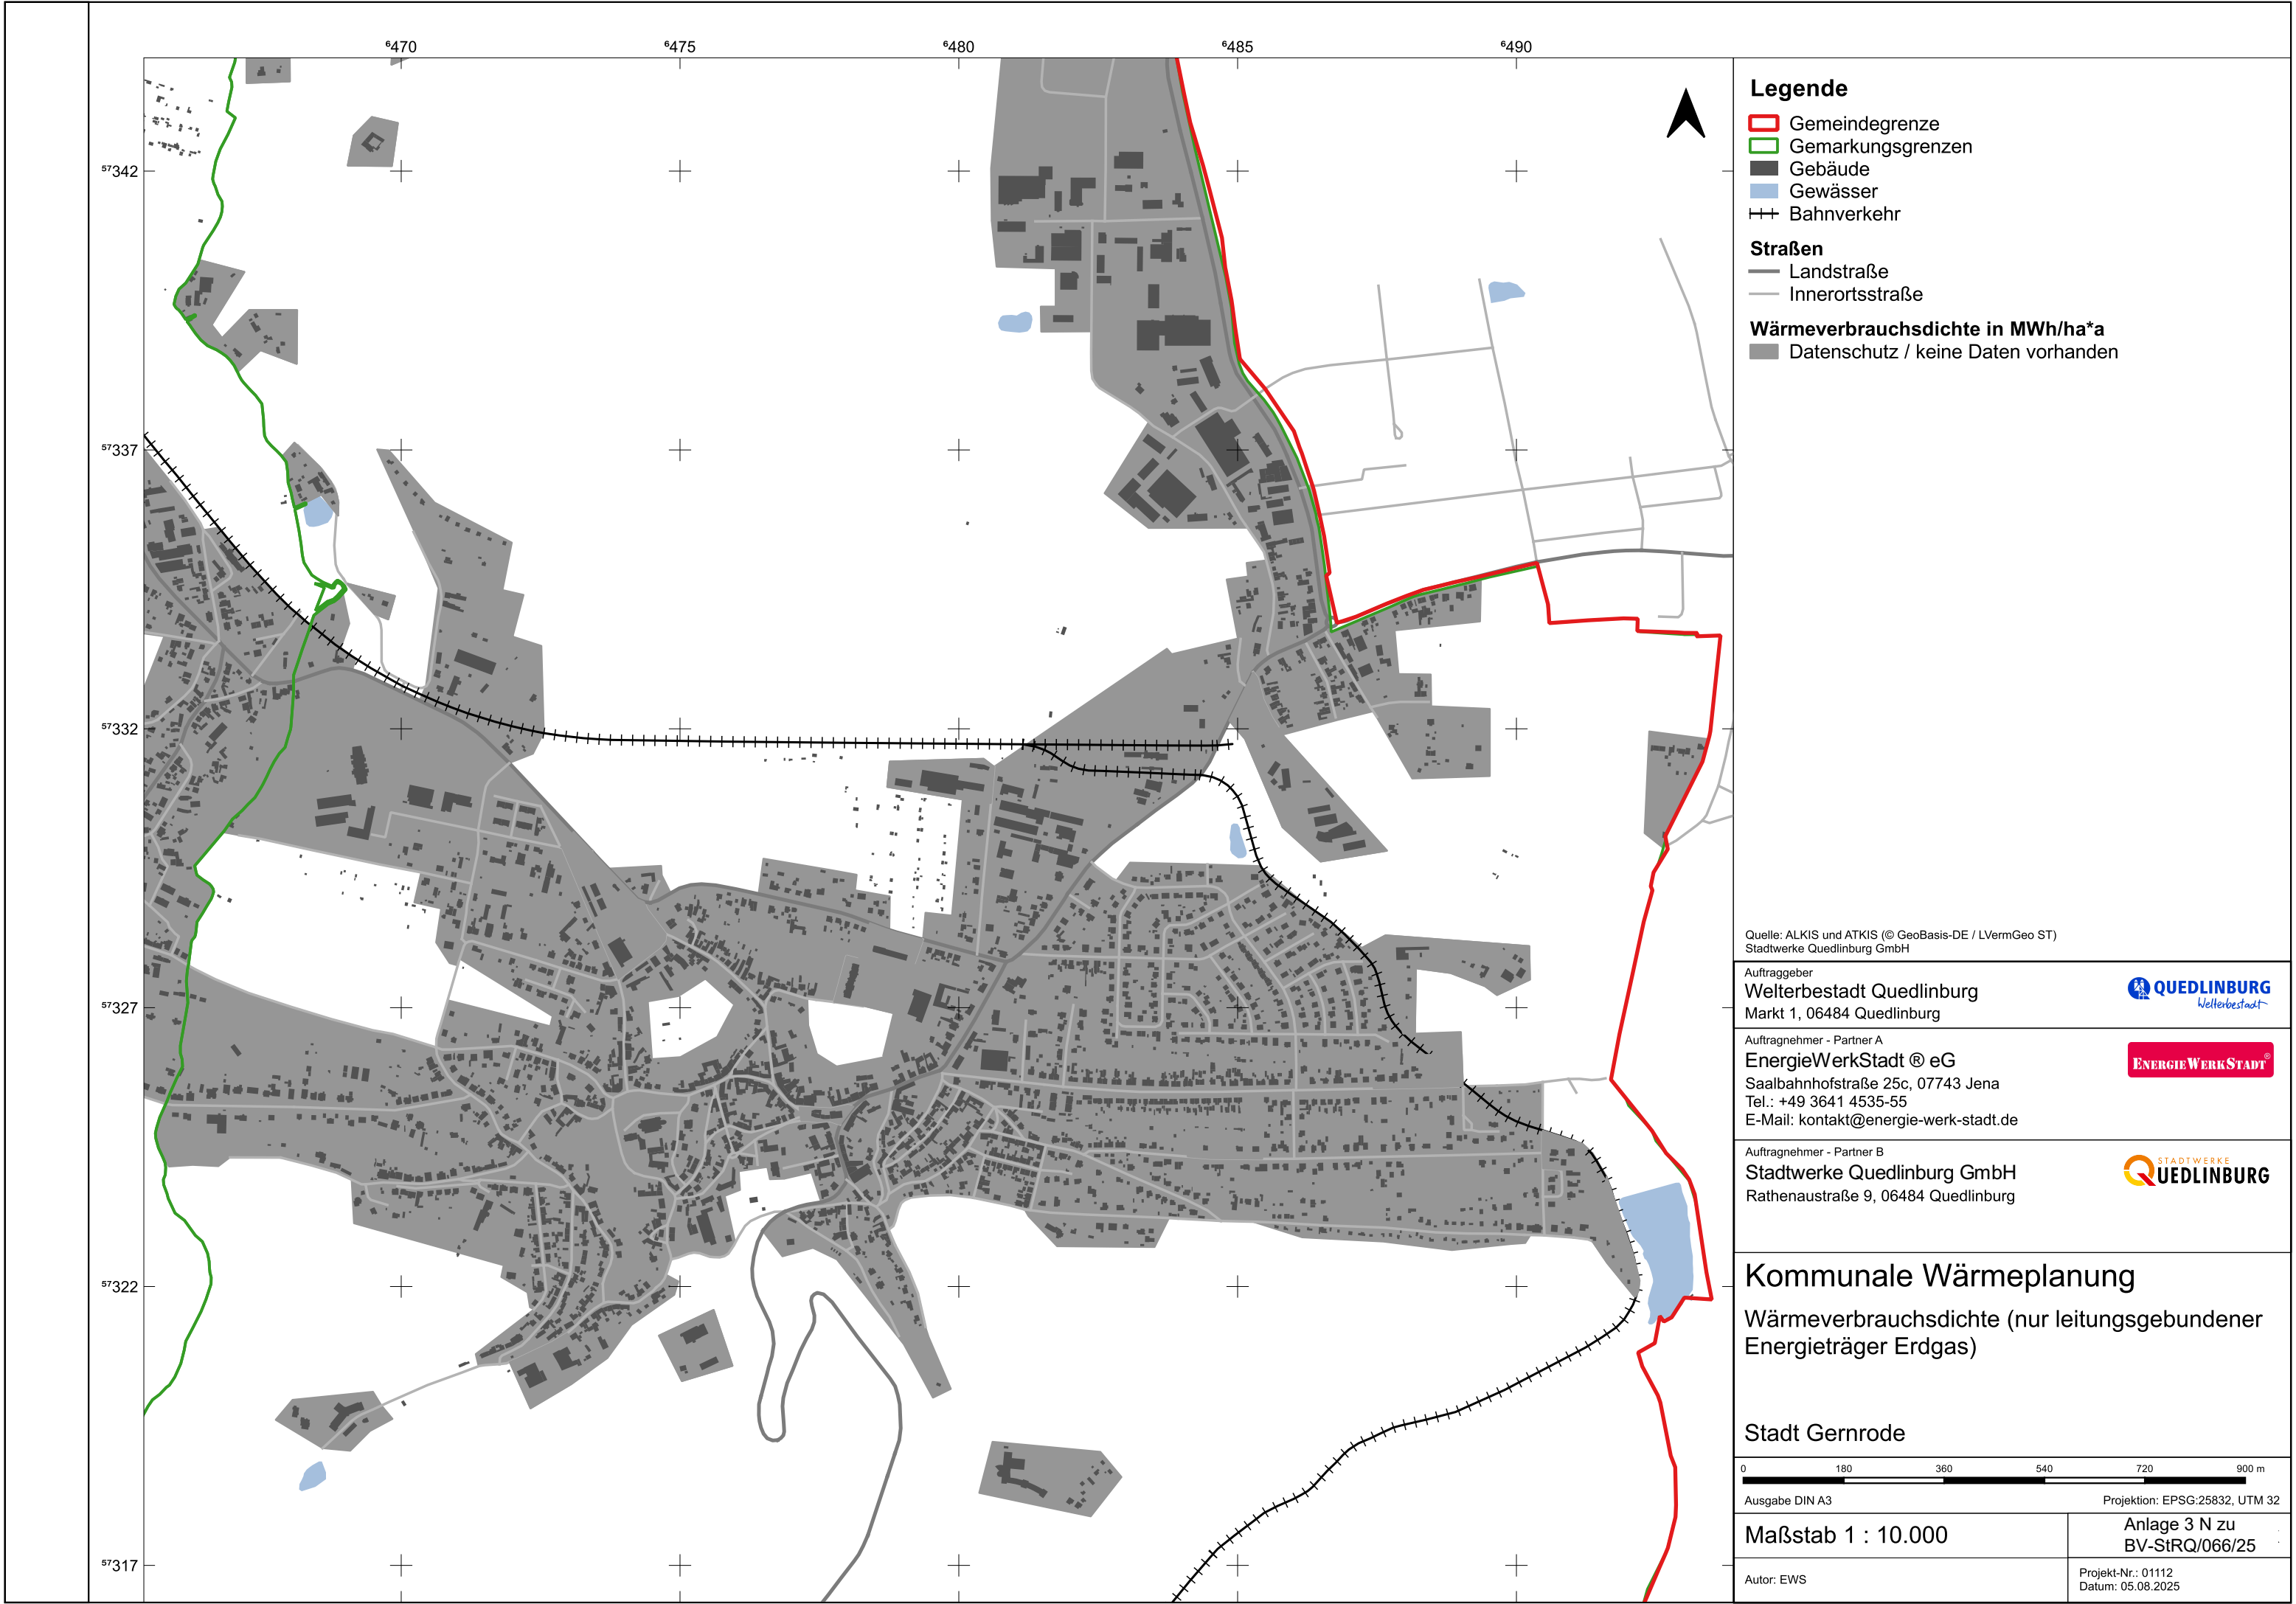 ⁶470 ⁶475 ⁶480 ⁶485 ⁶490
⁵⁷342
⁵⁷337
⁵⁷332
⁵⁷327
⁵⁷322
⁵⁷317
Legende
Gemeindegrenze
Gemarkungsgrenzen
Gebäude
Gewässer
Bahnverkehr
Straßen
Landstraße
Innerortsstraße
Wärmeverbrauchsdichte in MWh/ha*a
Datenschutz / keine Daten vorhanden
Quelle: ALKIS und ATKIS (© GeoBasis-DE / LVermGeo ST)
Stadtwerke Quedlinburg GmbH
Auftraggeber
Welterbestadt Quedlinburg
Markt 1, 06484 Quedlinburg
QUEDLINBURG
Welterbestadt
Auftragnehmer - Partner A
EnergieWerkStadt ® eG
Saalbahnhofstraße 25c, 07743 Jena
Tel.: +49 3641 4535-55
E-Mail: kontakt@energie-werk-stadt.de
ENERGIEWERKSTADT®
Auftragnehmer - Partner B
Stadtwerke Quedlinburg GmbH
Rathenaustraße 9, 06484 Quedlinburg
STADTWERKE
QUEDLINBURG
Kommunale Wärmeplanung
Wärmeverbrauchsdichte (nur leitungsgebundener
Energieträger Erdgas)
Stadt Gernrode
0 180 360 540 720 900 m
Ausgabe DIN A3
Projektion: EPSG:25832, UTM 32
Maßstab 1 : 10.000
Anlage 3 N zu
BV-StRQ/066/25
Autor: EWS
Projekt-Nr.: 01112
Datum: 05.08.2025